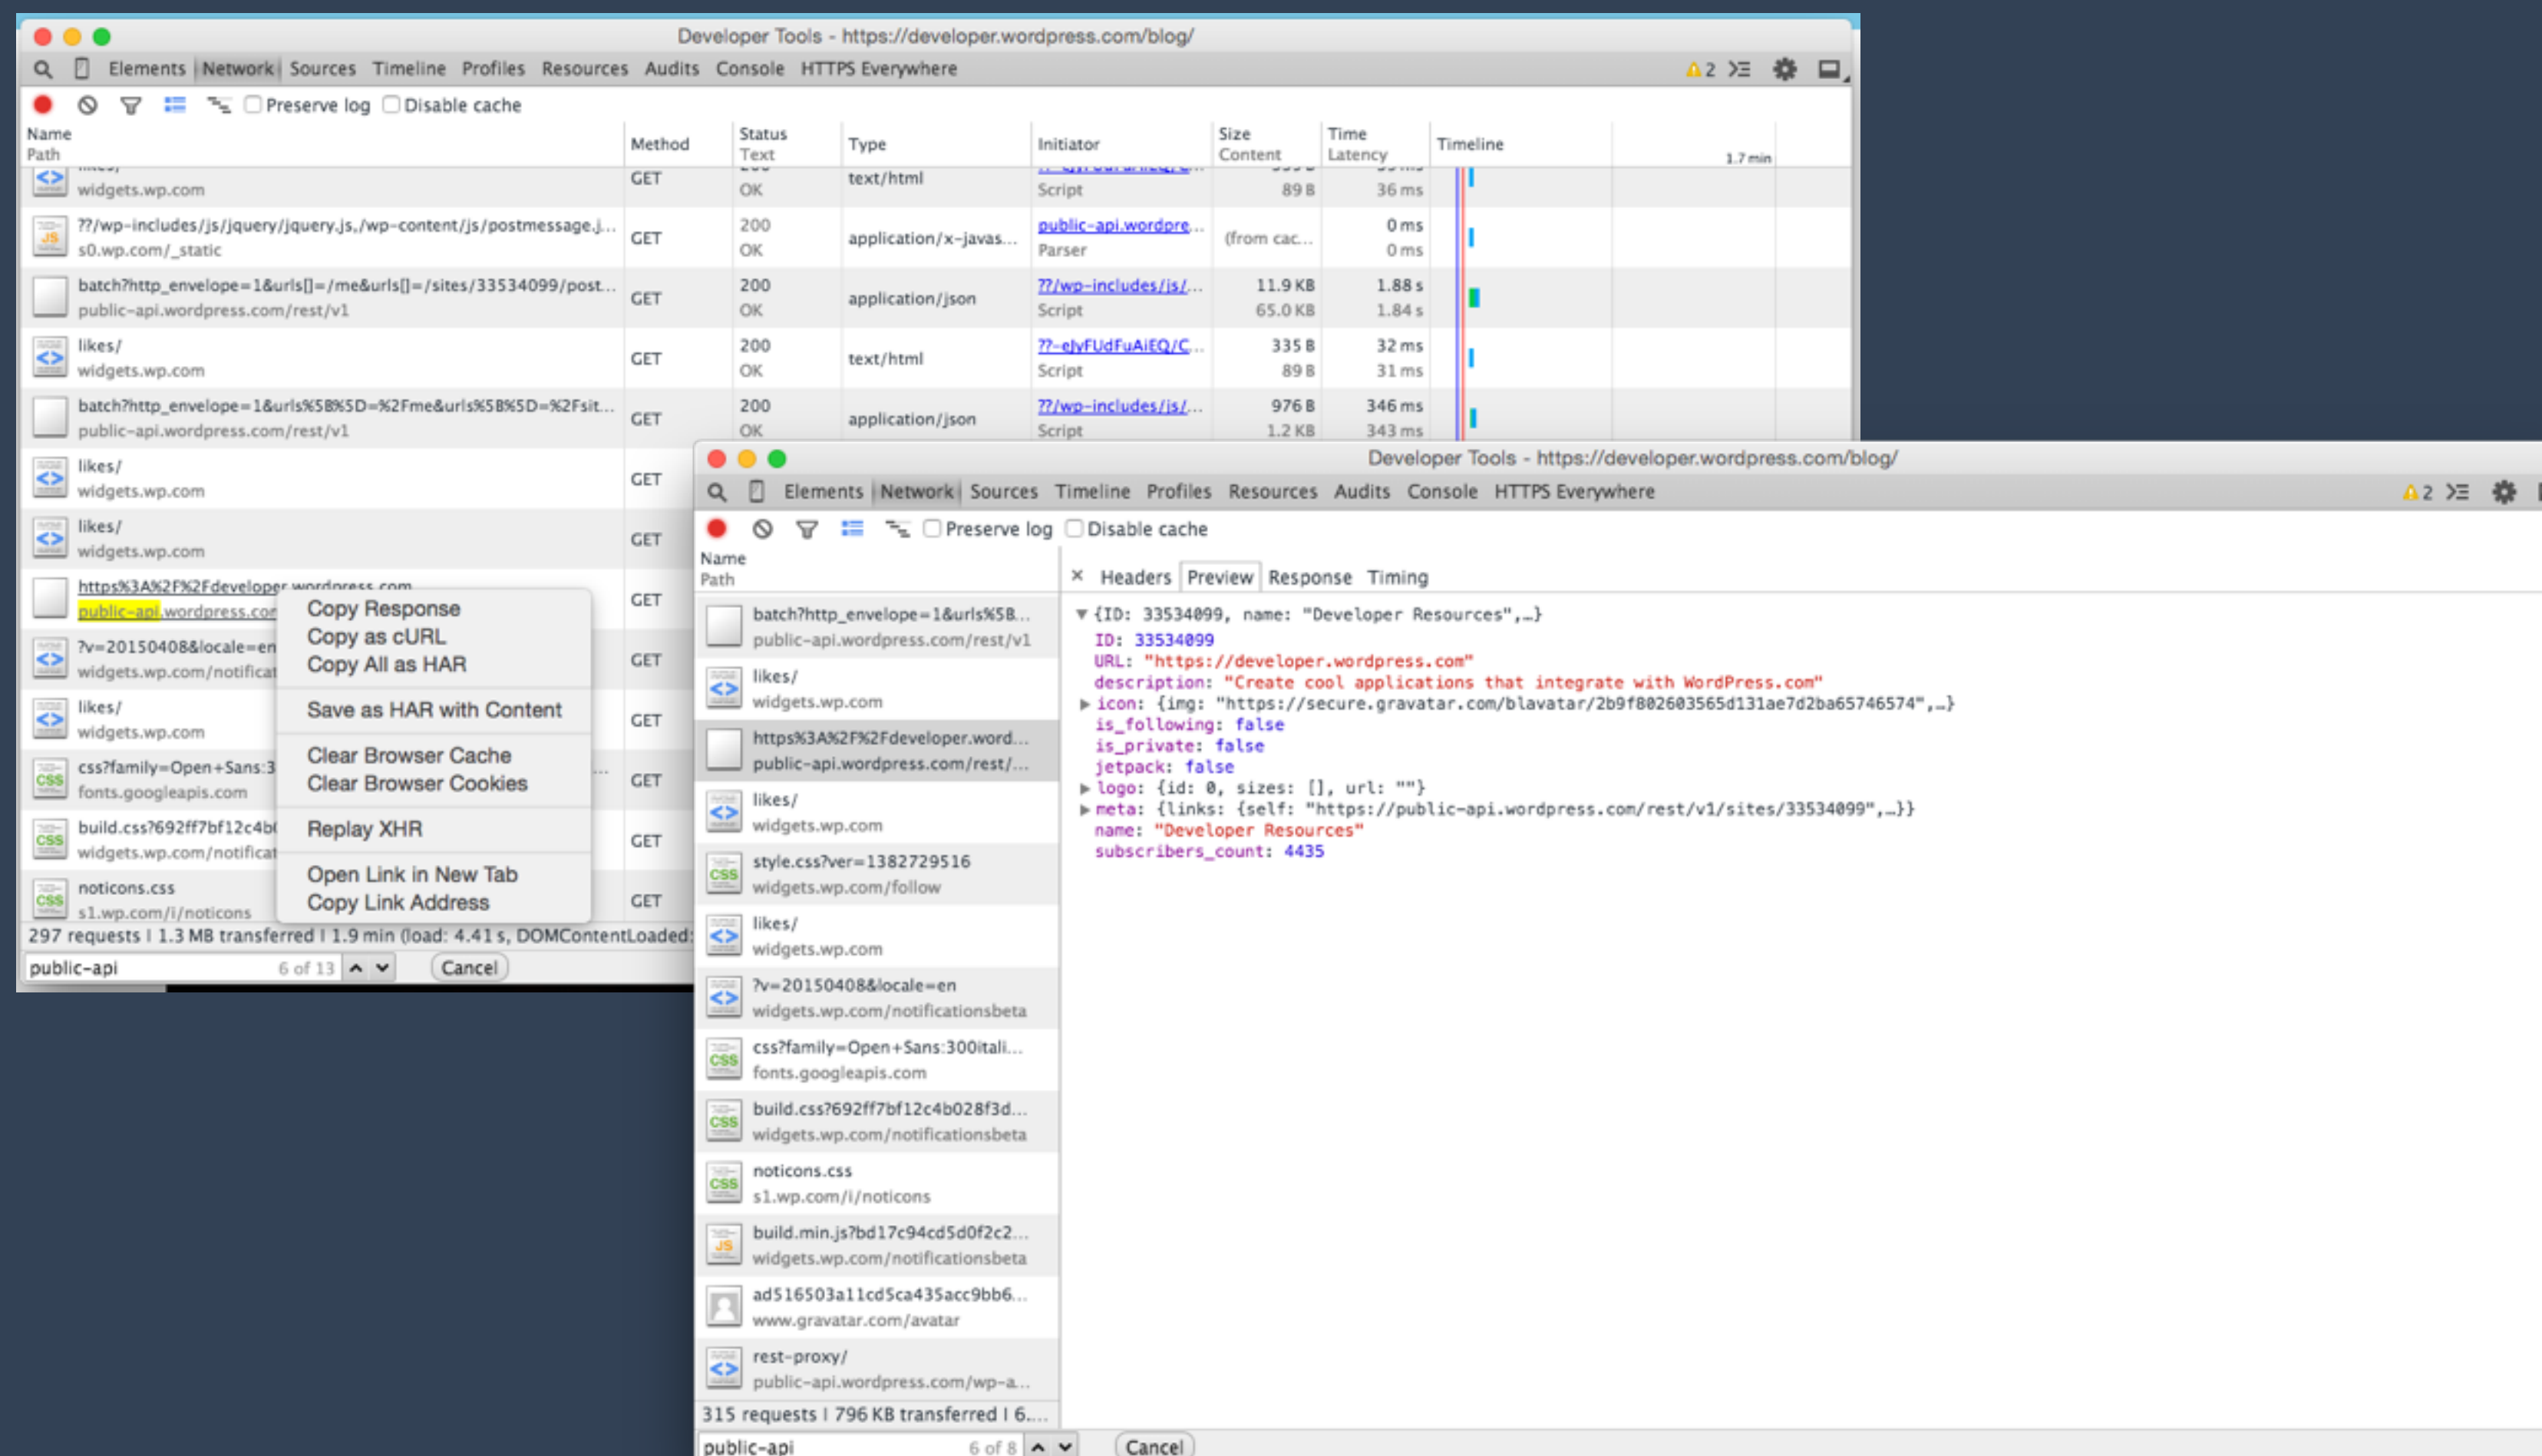 Developer Tools - https://developer.wordpress.com/blog/
Elements Network Sources Timeline Profiles Resources Audits Console HTTPS Everywhere 2
Preserve log Disable cache
Name Path Method Status Text Type Initiator Size Content Time Latency Timeline 1.7 min
GET text/html
widgets.wp.com OK Script 89 B 36 ms
??/wp-includes/js/jquery/jquery.js,/wp-content/js/postmessage.j... GET 200 application/x-javas... public-api.wordpre... (from cac... 0 ms
s0.wp.com/_static OK Parser 0 ms
batch?http_envelope=1&urls[]=/me&urls[]=/sites/33534099/post... GET 200 application/json ??/wp-includes/js/... 11.9 KB 1.88 s
public-api.wordpress.com/rest/v1 OK Script 65.0 KB 1.84 s
likes/ GET 200 text/html ??-eJyFUdFuAiEQ/C... 335 B 32 ms
widgets.wp.com OK Script 89 B 31 ms
batch?http_envelope=1&urls%5B%5D=%2Fme&urls%5B%5D=%2Fsit... GET 200 application/json ??/wp-includes/js/... 976 B 346 ms
public-api.wordpress.com/rest/v1 OK Script 1.2 KB 343 ms
likes/ GET
widgets.wp.com
likes/ GET
widgets.wp.com
https%3A%2F%2Fdeveloper.wordpress.com GET
public-api.wordpress.com
?v=20150408&locale=en GET
widgets.wp.com/notificat
likes/ GET
widgets.wp.com
css?family=Open+Sans:3 ... GET
fonts.googleapis.com
build.css?692ff7bf12c4b GET
widgets.wp.com/notificat
noticons.css GET
s1.wp.com/i/noticons
Copy Response
Copy as cURL
Copy All as HAR
Save as HAR with Content
Clear Browser Cache
Clear Browser Cookies
Replay XHR
Open Link in New Tab
Copy Link Address
297 requests | 1.3 MB transferred | 1.9 min (load: 4.41 s, DOMContentLoaded:
public-api 6 of 13 Cancel
Developer Tools - https://developer.wordpress.com/blog/
Elements Network Sources Timeline Profiles Resources Audits Console HTTPS Everywhere 2
Preserve log Disable cache
Name
Path
batch?http_envelope=1&urls%5B...
public-api.wordpress.com/rest/v1
likes/
widgets.wp.com
https%3A%2F%2Fdeveloper.word...
public-api.wordpress.com/rest/...
likes/
widgets.wp.com
style.css?ver=1382729516
widgets.wp.com/follow
likes/
widgets.wp.com
?v=20150408&locale=en
widgets.wp.com/notificationsbeta
css?family=Open+Sans:300itali...
fonts.googleapis.com
build.css?692ff7bf12c4b028f3d...
widgets.wp.com/notificationsbeta
noticons.css
s1.wp.com/i/noticons
build.min.js?bd17c94cd5d0f2c2...
widgets.wp.com/notificationsbeta
ad516503a11cd5ca435acc9bb6...
www.gravatar.com/avatar
rest-proxy/
public-api.wordpress.com/wp-a...
315 requests | 796 KB transferred | 6....
public-api 6 of 8 Cancel
× Headers Preview Response Timing
{ID: 33534099, name: "Developer Resources",…}
ID: 33534099
URL: "https://developer.wordpress.com"
description: "Create cool applications that integrate with WordPress.com"
icon: {img: "https://secure.gravatar.com/blavatar/2b9f802603565d131ae7d2ba65746574",…}
is_following: false
is_private: false
jetpack: false
logo: {id: 0, sizes: [], url: ""}
meta: {links: {self: "https://public-api.wordpress.com/rest/v1/sites/33534099",…}}
name: "Developer Resources"
subscribers_count: 4435